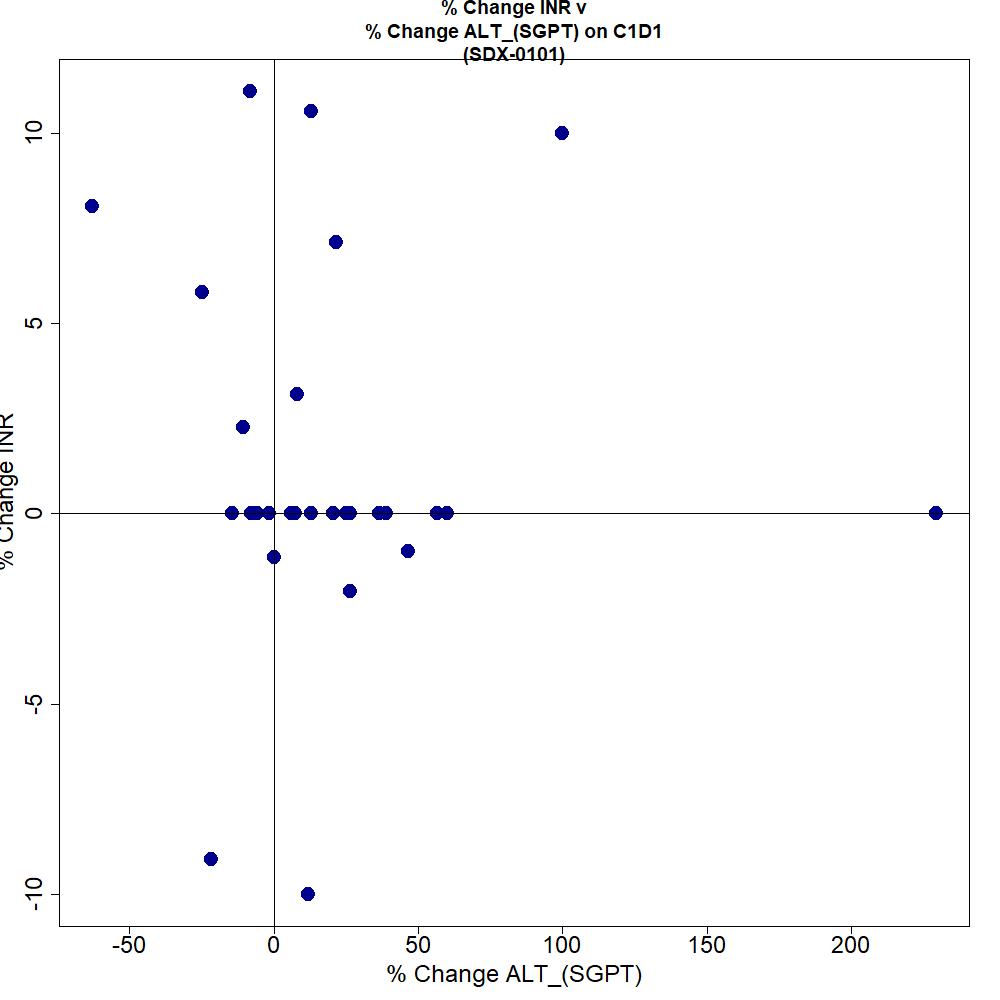 % Change INR v
% Change ALT_(SGPT) on C1D1
(SDX-0101)
10
5
0
-5
-10
% Change INR
-50
0
50
100
150
200
% Change ALT_(SGPT)